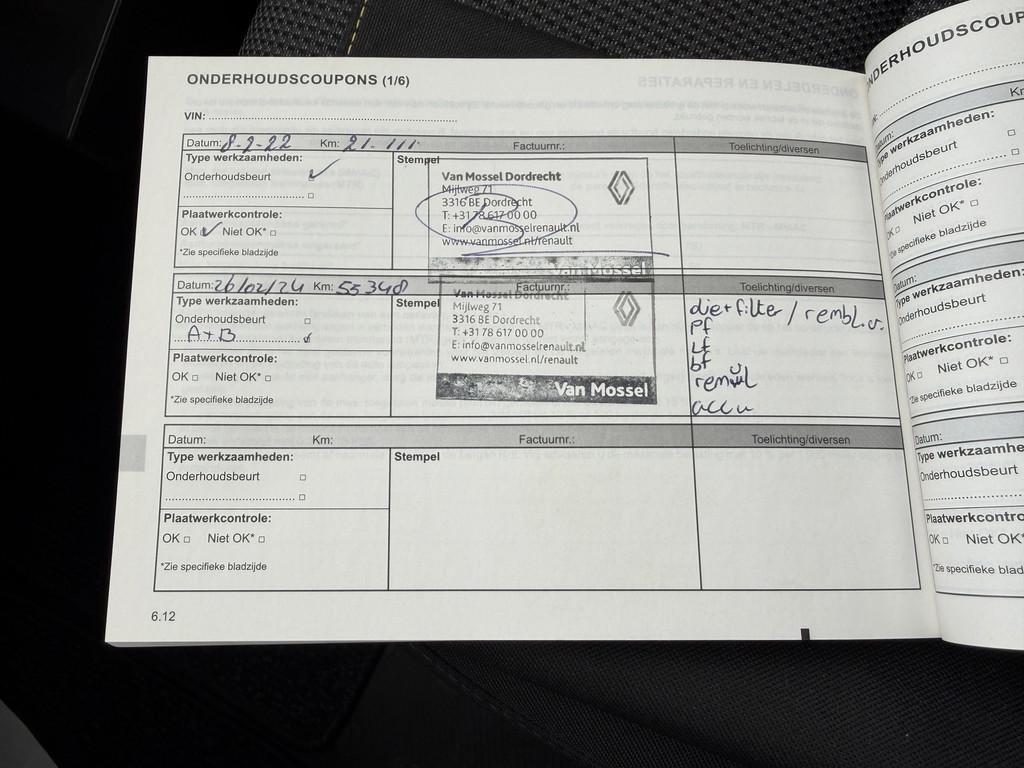 ONDERHOUDSCOUPONS (1/6)
VIN:
Datum: 8-2-22 Km: 21.111 Factuurnr.: Toelichting/diversen
Type werkzaamheden: Stempel
Onderhoudsbeurt
Plaatwerkcontrole:
OK Niet OK*
*Zie specifieke bladzijde
Van Mossel Dordrecht
Mijlweg 71
3316 BE Dordrecht
T: +31 78 617 00 00
E: info@vanmosselrenault.nl
www.vanmossel.nl/renault
Van Mossel
Datum: 26/02/24 Km: 55348 Factuurnr.: Toelichting/diversen
Type werkzaamheden: Stempel
Onderhoudsbeurt
A+B
Plaatwerkcontrole:
OK Niet OK*
*Zie specifieke bladzijde
Van Mossel Dordrecht
Mijlweg 71
3316 BE Dordrecht
T: +31 78 617 00 00
E: info@vanmosselrenault.nl
www.vanmossel.nl/renault
Van Mossel
pf
bf
accu
Datum: Km: Factuurnr.: Toelichting/diversen
Type werkzaamheden: Stempel
Onderhoudsbeurt
Plaatwerkcontrole:
OK Niet OK*
*Zie specifieke bladzijde
6.12
Datum:
Type werkzaamheden:
Onderhoudsbeurt
Plaatwerkcontrole:
OK Niet OK*
*Zie specifieke bladzijde
Datum:
Type werkzaamheden:
Onderhoudsbeurt
Plaatwerkcontrole:
OK Niet OK*
*Zie specifieke bladzijde
Datum:
Type
Onderhoudsbeurt
OK Niet OK*
*Zie specifieke